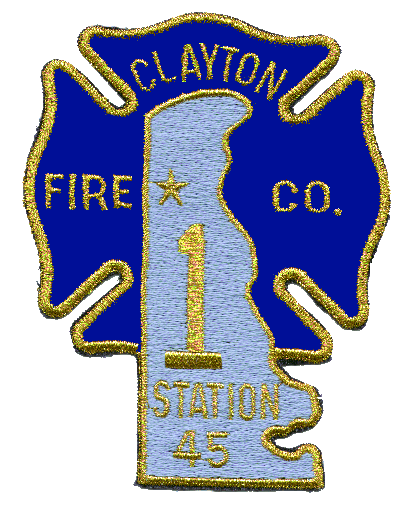 CLAYTON
FIRE CO.
1
STATION
45